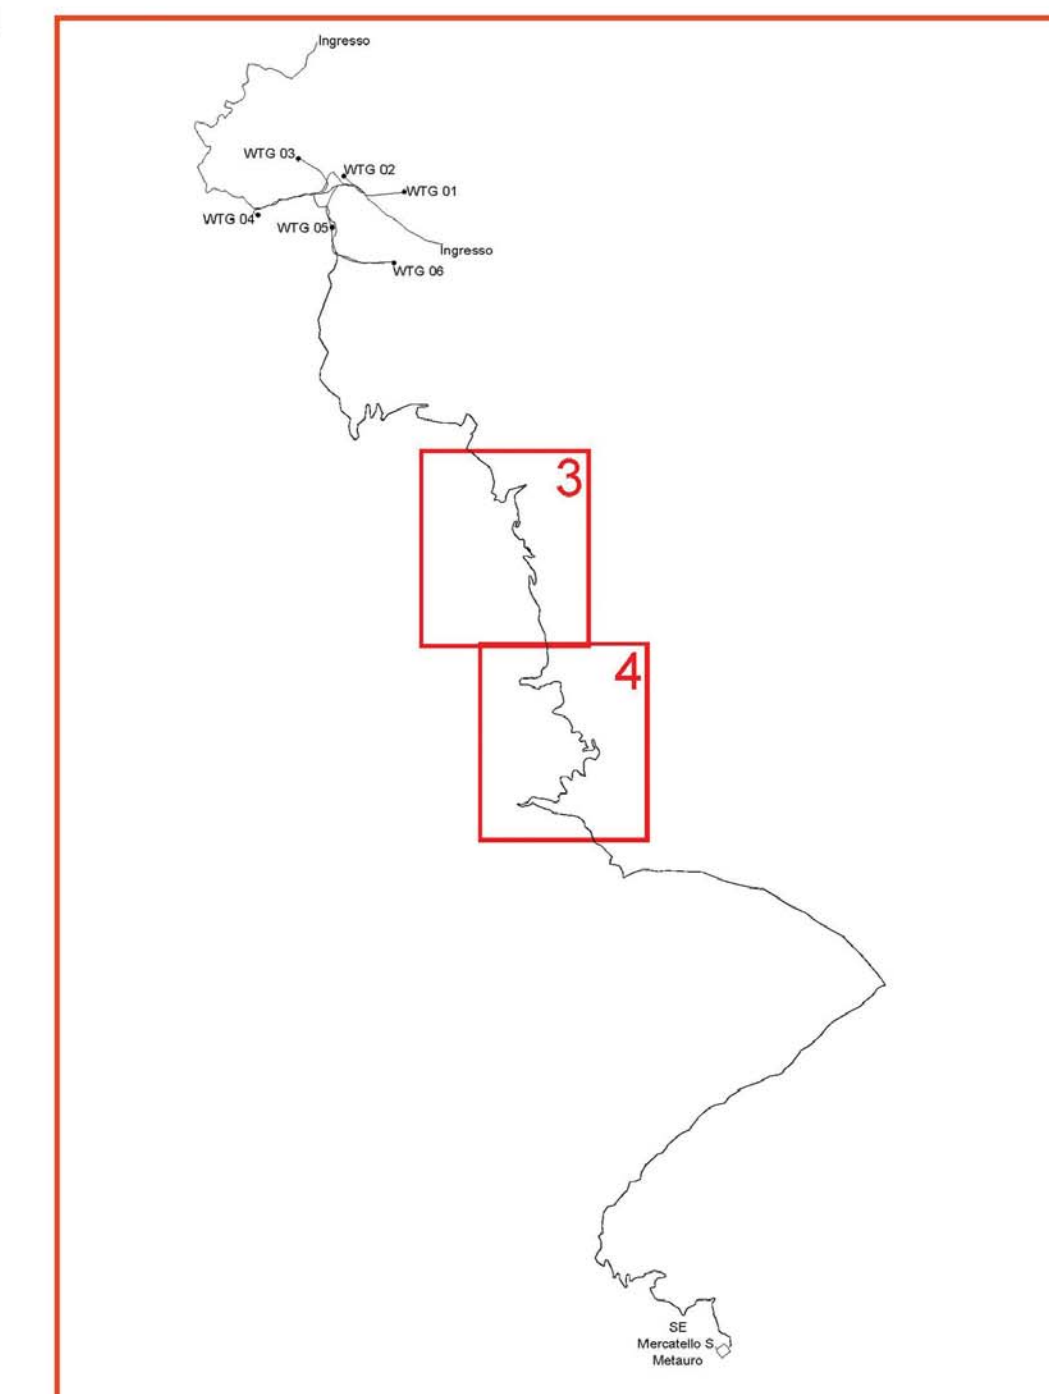 Ingresso
WTG 03
WTG 02
WTG 01
WTG 04
WTG 05
Ingresso
WTG 06
3
4
SE
Mercatello S.
Metauro